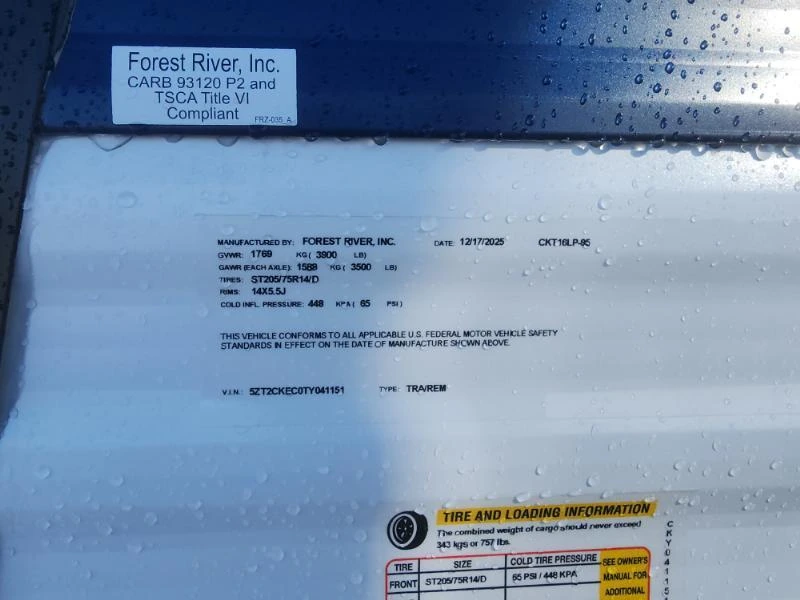 Forest River, Inc.
CARB 93120 P2 and
TSCA Title VI
Compliant
FRZ-035_A
MANUFACTURED BY: FOREST RIVER, INC. DATE: 12/17/2025 CKT16LP-95
GVWR: 1769 KG ( 3900 LB)
GAWR (EACH AXLE): 1588 KG ( 3500 LB)
TIRES: ST205/75R14/D
RIMS: 14X5.5J
COLD INFL. PRESSURE: 448 KPA ( 65 PSI)
THIS VEHICLE CONFORMS TO ALL APPLICABLE U.S. FEDERAL MOTOR VEHICLE SAFETY
STANDARDS IN EFFECT ON THE DATE OF MANUFACTURE SHOWN ABOVE.
V.I.N.: 5ZT2CKEC0TY041151 TYPE: TRA/REM
TIRE AND LOADING INFORMATION
The combined weight of cargo should never exceed
343 kgs or 757 lbs.
TIRE SIZE COLD TIRE PRESSURE SEE OWNER'S
FRONT ST205/75R14/D 65 PSI / 448 KPA MANUAL FOR
ADDITIONAL
CKY04115